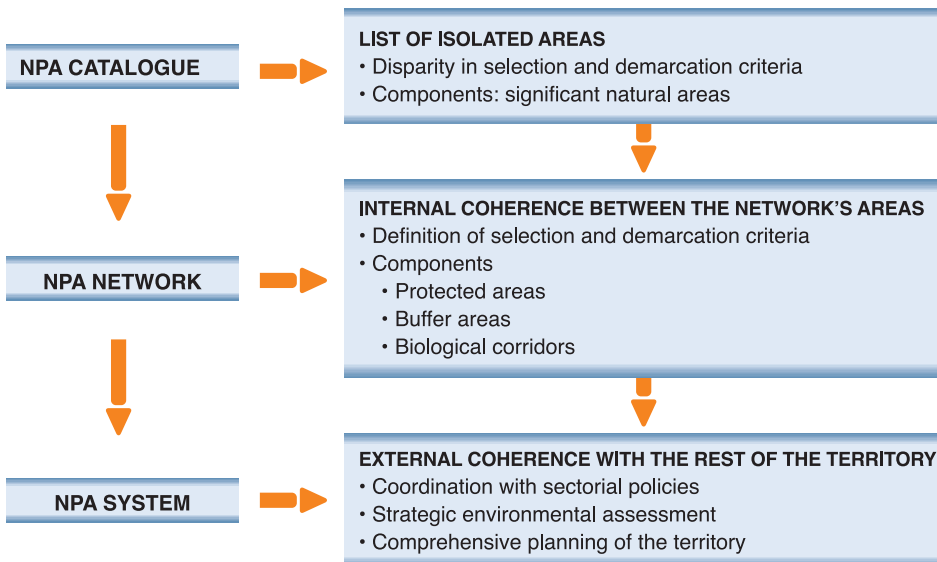 NPA CATALOGUE
LIST OF ISOLATED AREAS
• Disparity in selection and demarcation criteria
• Components: significant natural areas
NPA NETWORK
INTERNAL COHERENCE BETWEEN THE NETWORK'S AREAS
• Definition of selection and demarcation criteria
• Components
• Protected areas
• Buffer areas
• Biological corridors
NPA SYSTEM
EXTERNAL COHERENCE WITH THE REST OF THE TERRITORY
• Coordination with sectorial policies
• Strategic environmental assessment
• Comprehensive planning of the territory